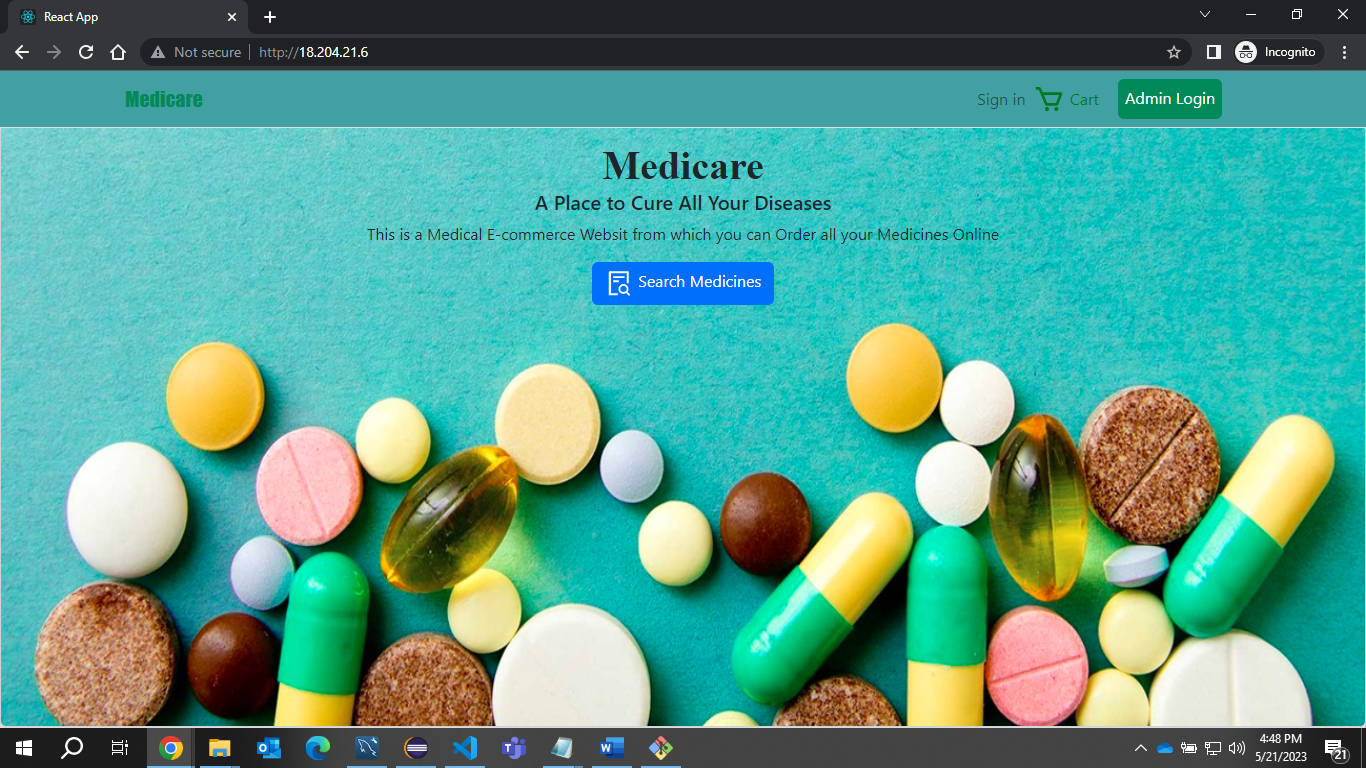 React App
Not secure
http://18.204.21.6
Incognito
Medicare
Sign in
Cart
Admin Login
Medicare
A Place to Cure All Your Diseases
This is a Medical E-commerce Websit from which you can Order all your Medicines Online
Search Medicines
4:48 PM
5/21/2023
21